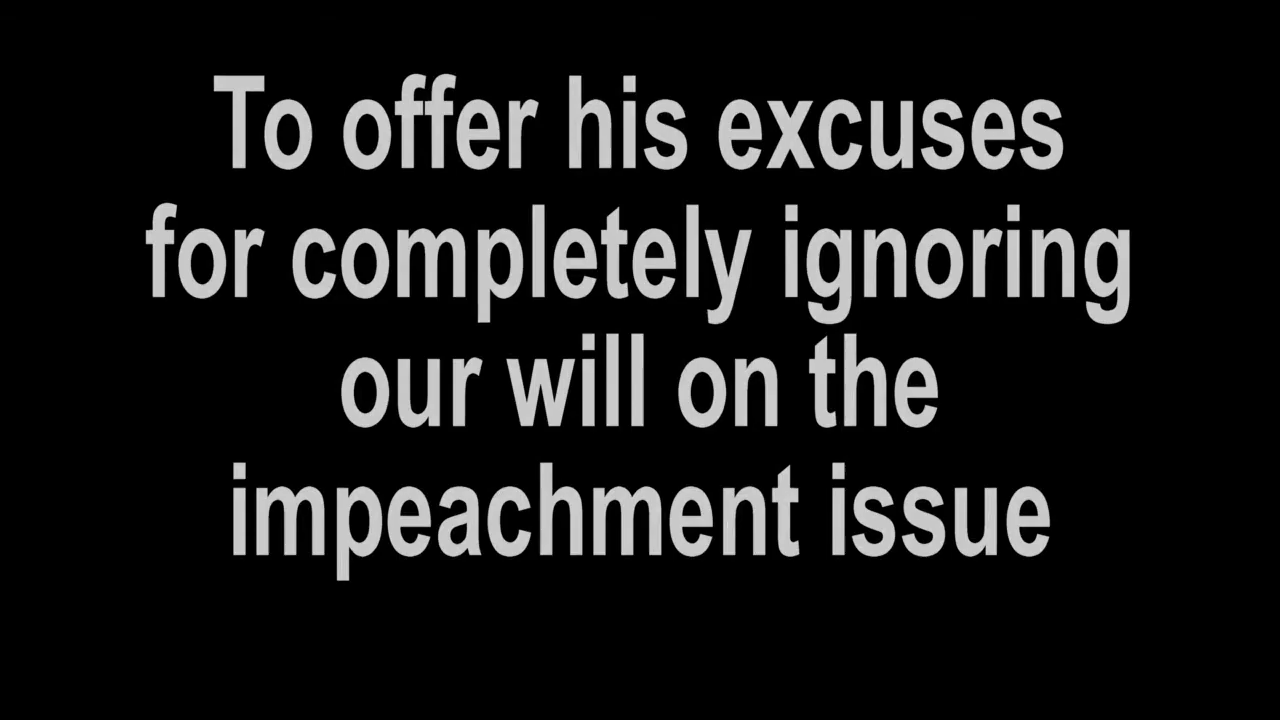 To offer his excuses
for completely ignoring
our will on the
impeachment issue